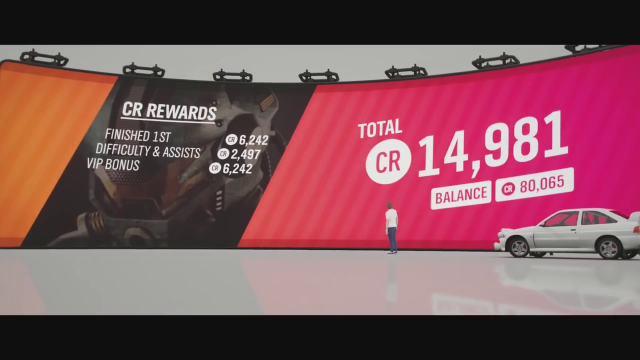 CR REWARDS
FINISHED 1ST CR 6,242
DIFFICULTY & ASSISTS CR 2,497
VIP BONUS CR 6,242
TOTAL
CR 14,981
BALANCE CR 80,065